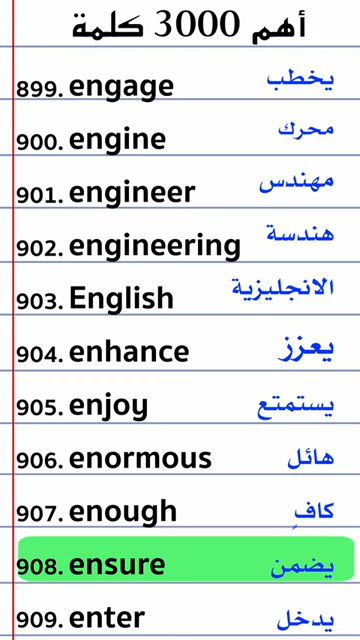 أهم 3000 كلمة
899. engage يخطب
900. engine محرك
901. engineer مهندس
902. engineering هندسة
903. English الانجليزية
904. enhance يعزز
905. enjoy يستمتع
906. enormous هائل
907. enough كافٍ
908. ensure يضمن
909. enter يدخل